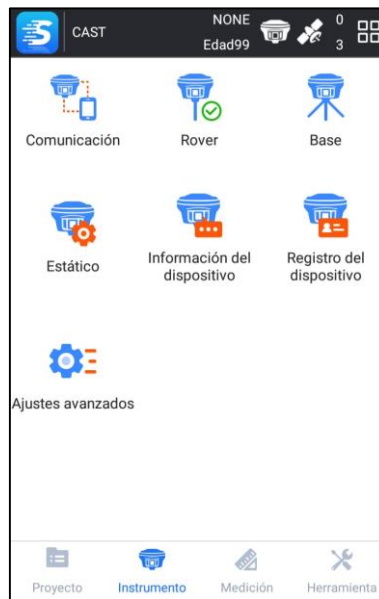 CAST
NONE
Edad99
0
3
Comunicación
Rover
Base
Estático
Información del
dispositivo
Registro del
dispositivo
Ajustes avanzados
Proyecto
Instrumento
Medición
Herramienta